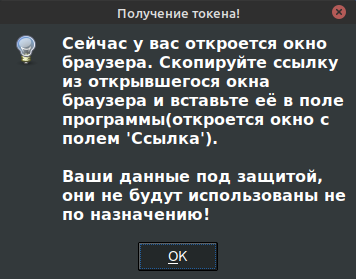 Получение токена!
Сейчас у вас откроется окно
браузера. Скопируйте ссылку
из открывшегося окна
браузера и вставьте её в поле
программы(откроется окно с
полем 'Ссылка').
Ваши данные под защитой,
они не будут использованы не
по назначению!
ОК